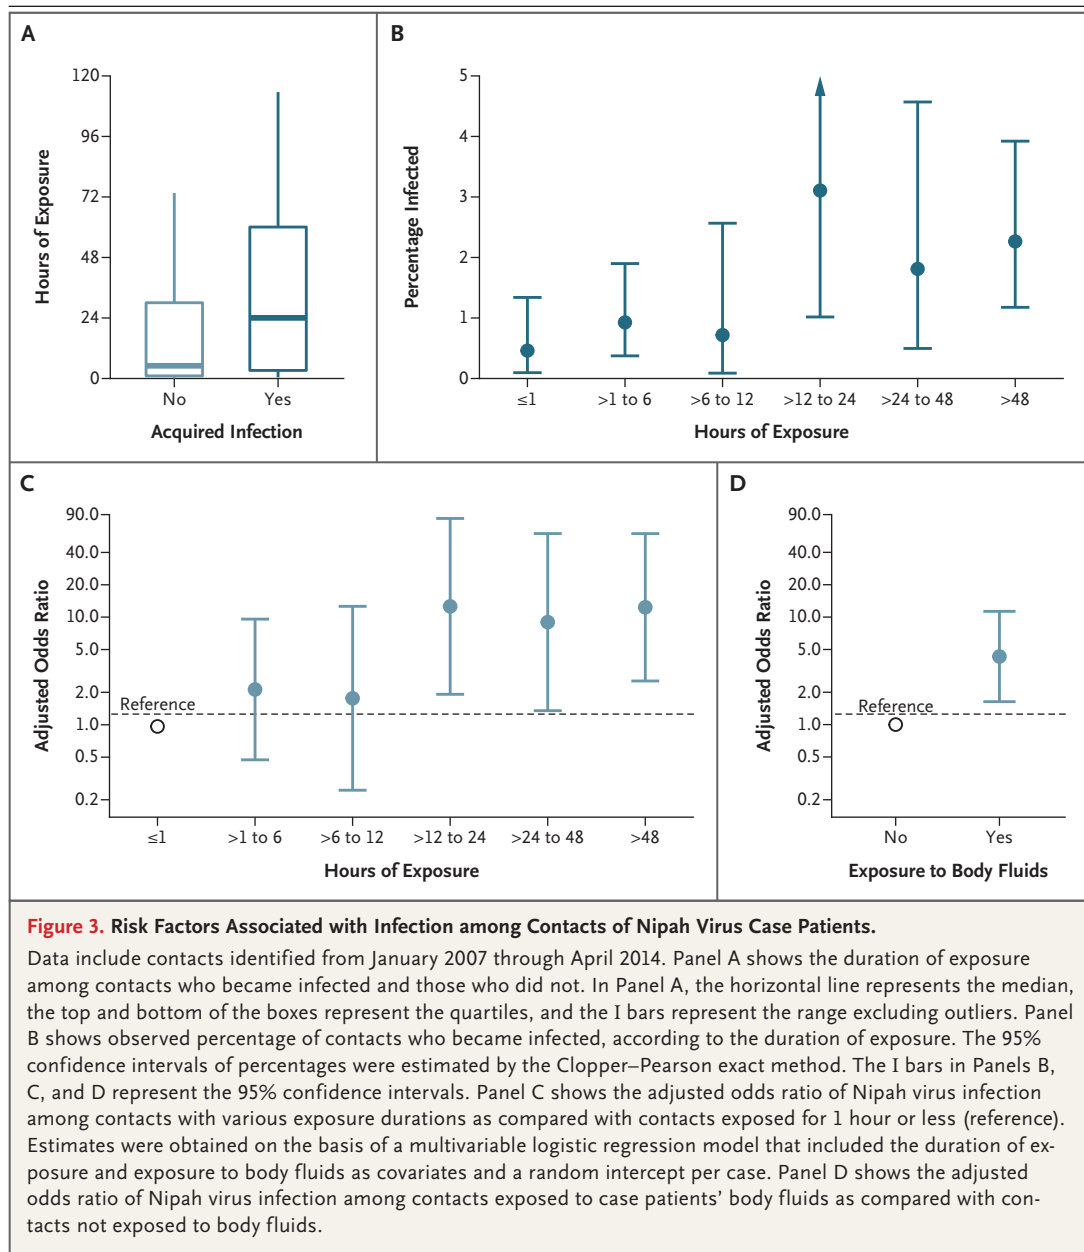 A
B
120
96
72
48
24
0
Hours of Exposure
No
Yes
Acquired Infection
5
4
3
2
1
0
Percentage Infected
≤1
>1 to 6
>6 to 12
>12 to 24
>24 to 48
>48
Hours of Exposure
C
D
90.0
40.0
20.0
10.0
5.0
2.0
1.0
0.5
0.2
Adjusted Odds Ratio
Reference
≤1
>1 to 6
>6 to 12
>12 to 24
>24 to 48
>48
Hours of Exposure
90.0
40.0
20.0
10.0
5.0
2.0
1.0
0.5
0.2
Adjusted Odds Ratio
Reference
No
Yes
Exposure to Body Fluids
Figure 3. Risk Factors Associated with Infection among Contacts of Nipah Virus Case Patients.
Data include contacts identified from January 2007 through April 2014. Panel A shows the duration of exposure
among contacts who became infected and those who did not. In Panel A, the horizontal line represents the median,
the top and bottom of the boxes represent the quartiles, and the I bars represent the range excluding outliers. Panel
B shows observed percentage of contacts who became infected, according to the duration of exposure. The 95%
confidence intervals of percentages were estimated by the Clopper–Pearson exact method. The I bars in Panels B,
C, and D represent the 95% confidence intervals. Panel C shows the adjusted odds ratio of Nipah virus infection
among contacts with various exposure durations as compared with contacts exposed for 1 hour or less (reference).
Estimates were obtained on the basis of a multivariable logistic regression model that included the duration of ex-
posure and exposure to body fluids as covariates and a random intercept per case. Panel D shows the adjusted
odds ratio of Nipah virus infection among contacts exposed to case patients' body fluids as compared with con-
tacts not exposed to body fluids.